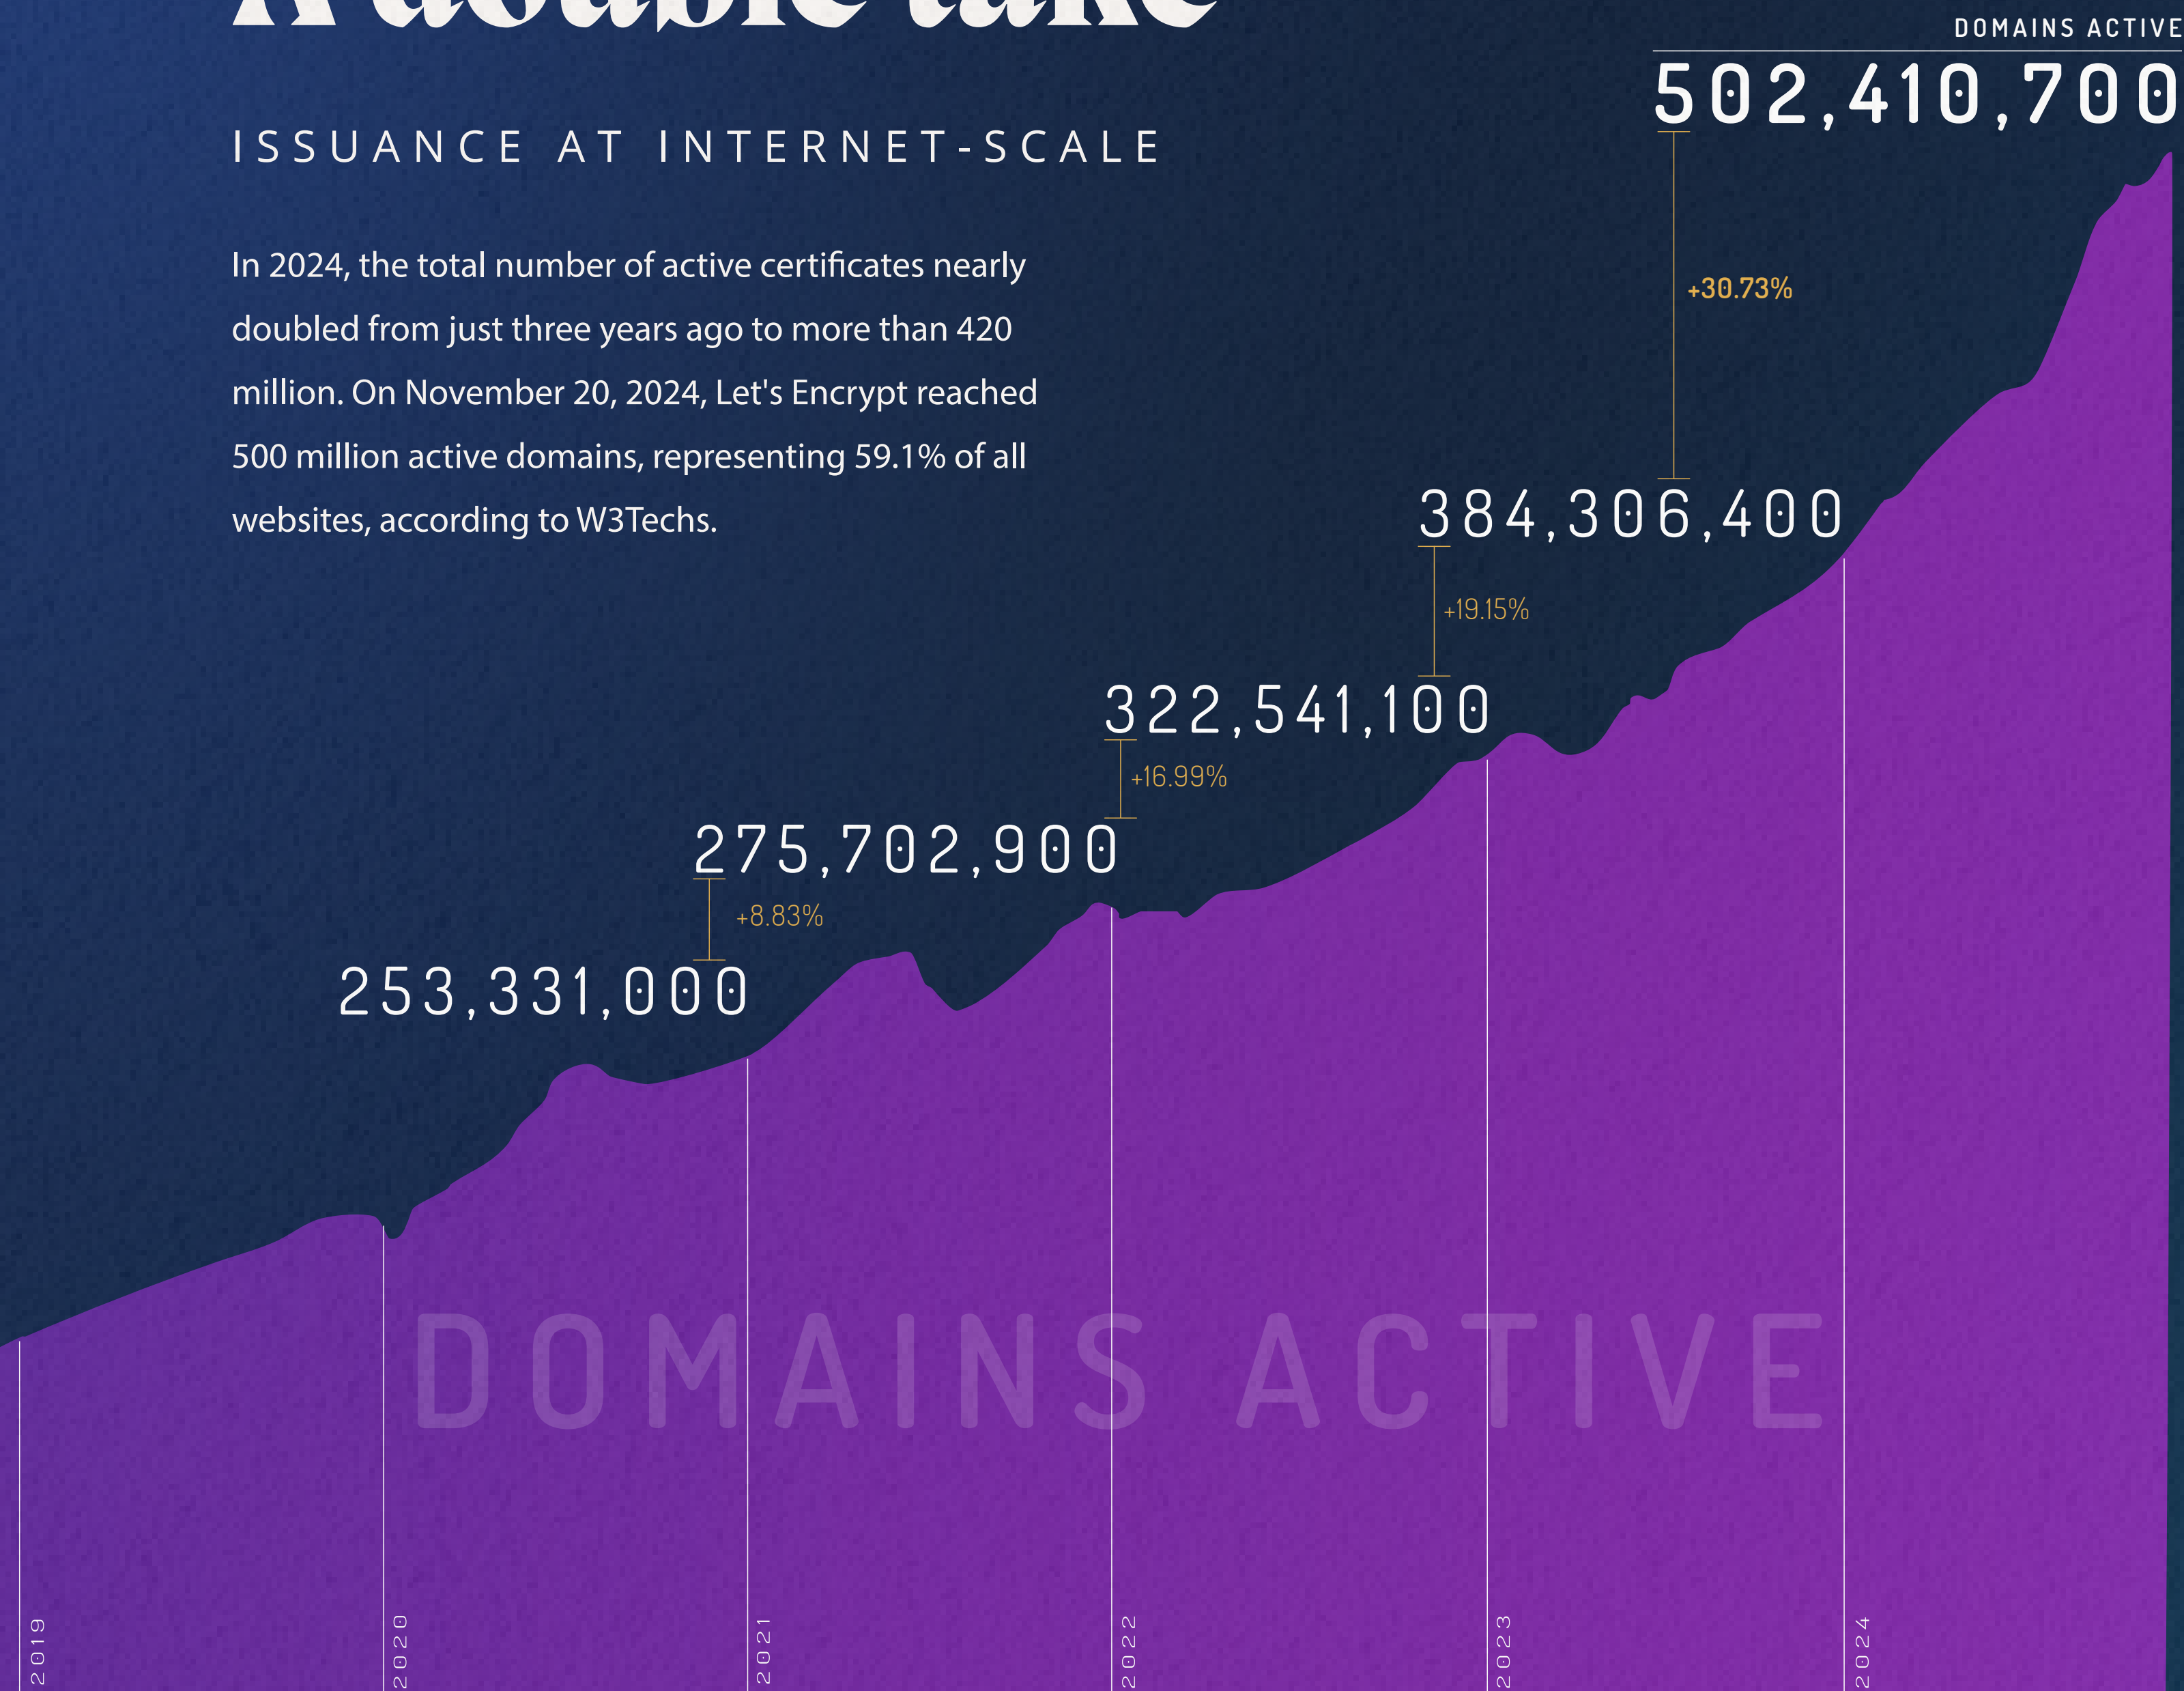 A double take
DOMAINS ACTIVE
502,410,700
ISSUANCE AT INTERNET-SCALE
In 2024, the total number of active certificates nearly
doubled from just three years ago to more than 420
million. On November 20, 2024, Let's Encrypt reached
500 million active domains, representing 59.1% of all
websites, according to W3Techs.
+30.73%
384,306,400
+19.15%
322,541,100
+16.99%
275,702,900
+8.83%
253,331,000
DOMAINS ACTIVE
2019
2020
2021
2022
2023
2024